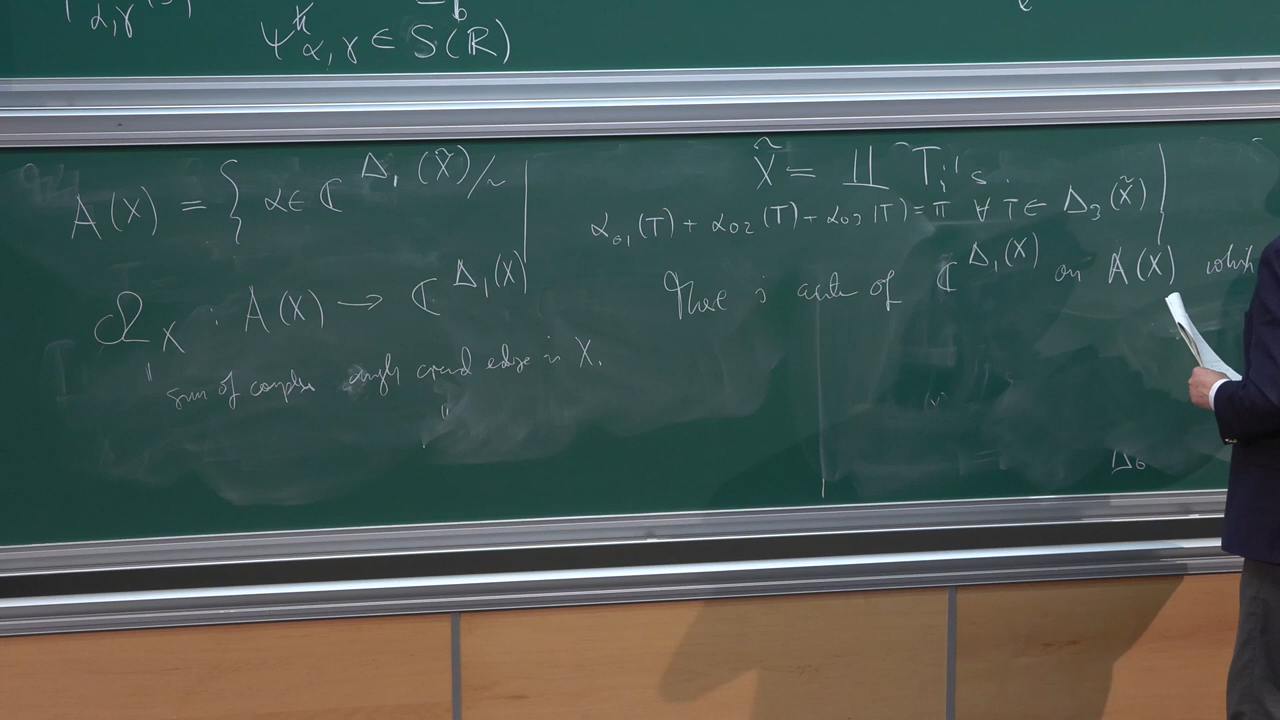 α,γ
ψ^ħ_{α,γ} ∈ S(ℝ)
A(X) = { α ∈ ℂ^{Δ_1(X̃)/~} |
X̃ = ∐ T_i's.
α_{01}(T) + α_{02}(T) + α_{03}(T) = π ∀ T ∈ Δ_3(X̃) }
Ω_X : A(X) → ℂ^{Δ_1(X)}
" sum of complex angles around edge in X. "
There is of ℂ^{Δ_1(X)} on A(X) which
Δ_6